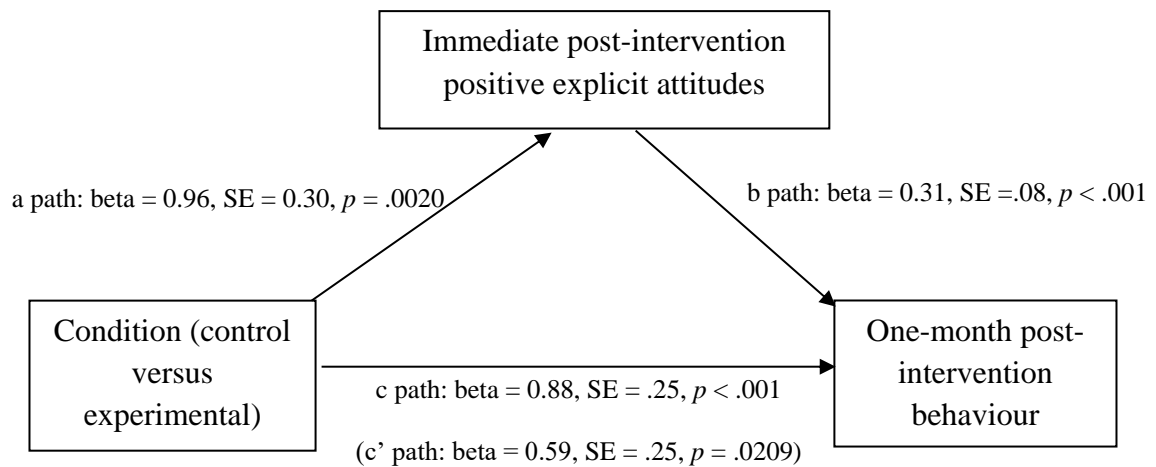 Immediate post-intervention
positive explicit attitudes
a path: beta = 0.96, SE = 0.30, p = .0020
b path: beta = 0.31, SE =.08, p < .001
Condition (control
versus
experimental)
One-month post-
intervention
behaviour
c path: beta = 0.88, SE = .25, p < .001
(c’ path: beta = 0.59, SE = .25, p = .0209)